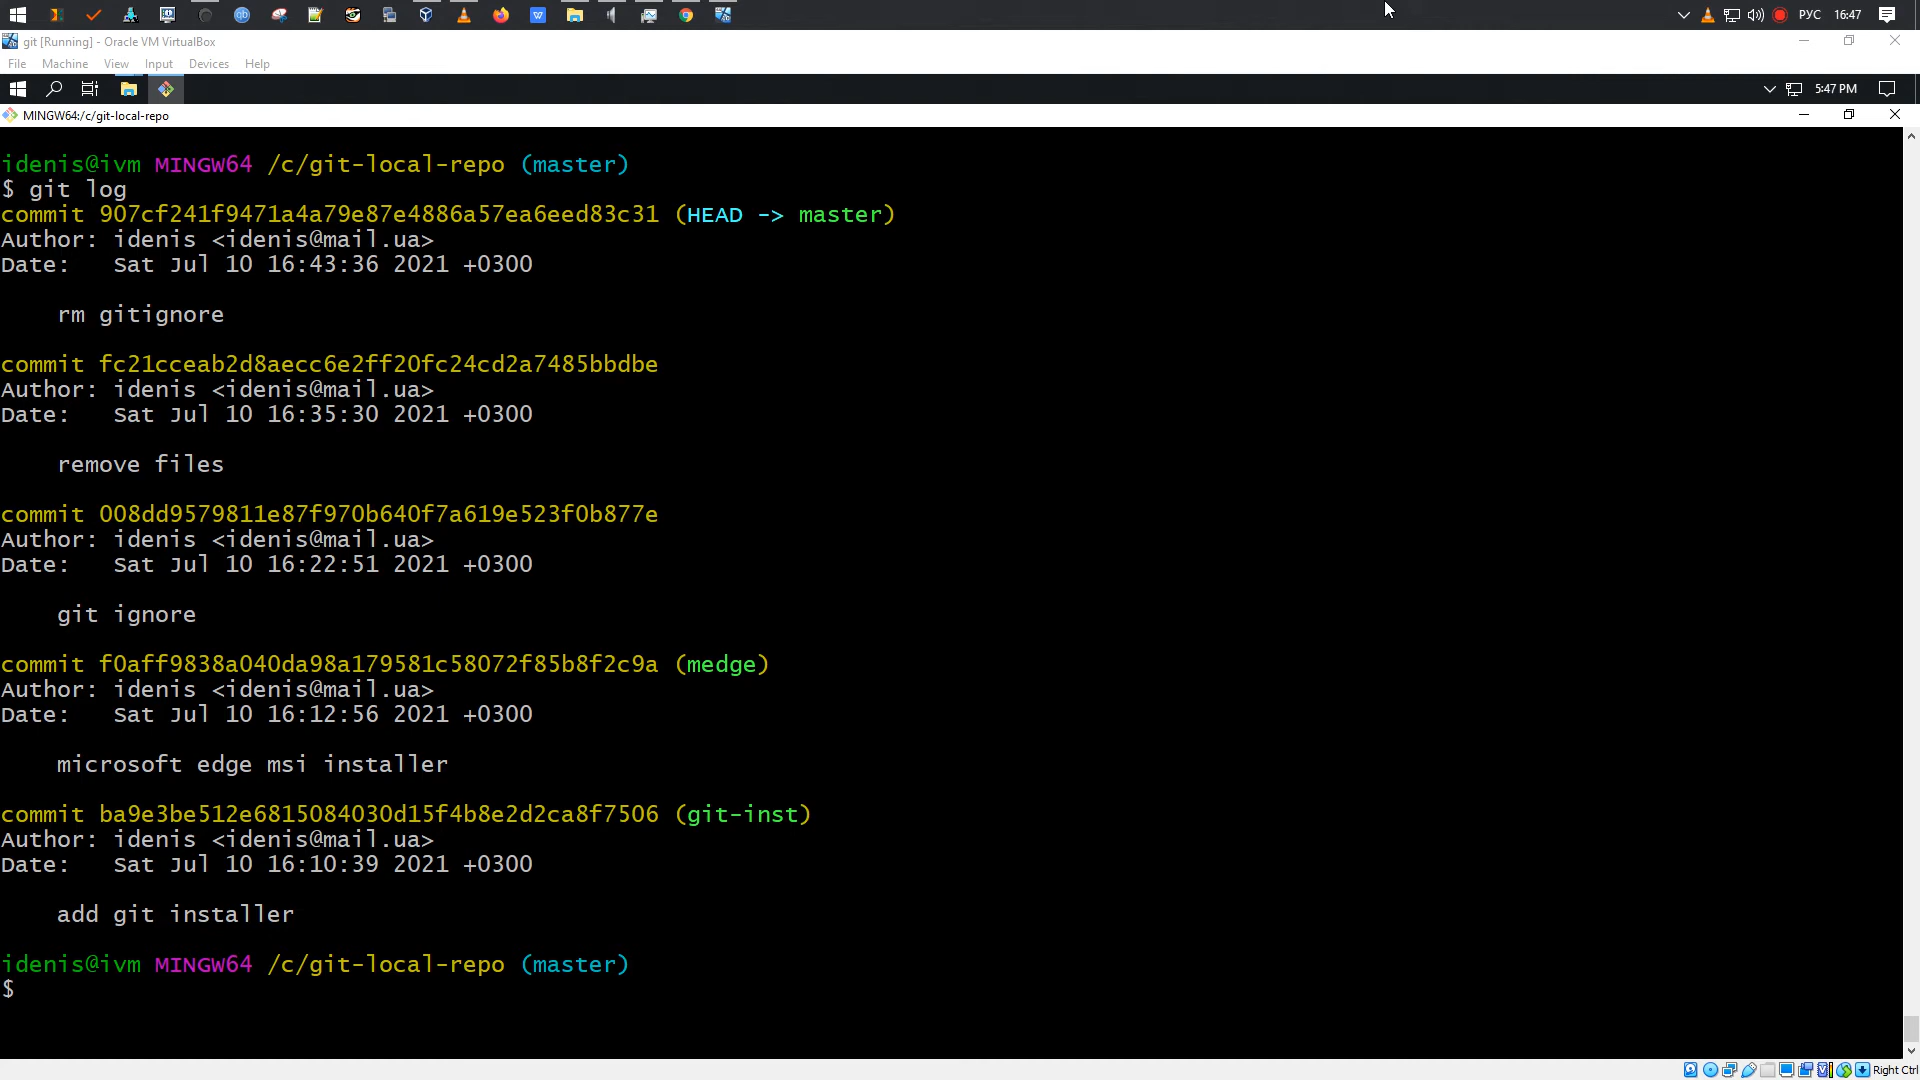 РУС 16:47
git [Running] - Oracle VM VirtualBox
File Machine View Input Devices Help
5:47 PM
MINGW64:/c/git-local-repo
idenis@ivm MINGW64 /c/git-local-repo (master)
$ git log
commit 907cf241f9471a4a79e87e4886a57ea6eed83c31 (HEAD -> master)
Author: idenis <idenis@mail.ua>
Date:   Sat Jul 10 16:43:36 2021 +0300
rm gitignore
commit fc21cceab2d8aecc6e2ff20fc24cd2a7485bbdbe
Author: idenis <idenis@mail.ua>
Date:   Sat Jul 10 16:35:30 2021 +0300
remove files
commit 008dd9579811e87f970b640f7a619e523f0b877e
Author: idenis <idenis@mail.ua>
Date:   Sat Jul 10 16:22:51 2021 +0300
git ignore
commit f0aff9838a040da98a179581c58072f85b8f2c9a (medge)
Author: idenis <idenis@mail.ua>
Date:   Sat Jul 10 16:12:56 2021 +0300
microsoft edge msi installer
commit ba9e3be512e6815084030d15f4b8e2d2ca8f7506 (git-inst)
Author: idenis <idenis@mail.ua>
Date:   Sat Jul 10 16:10:39 2021 +0300
add git installer
idenis@ivm MINGW64 /c/git-local-repo (master)
$
Right Ctrl